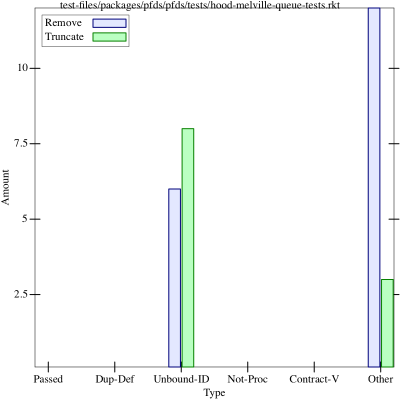 test-files/packages/pfds/pfds/tests/hood-melville-queue-tests.rkt
Remove
Truncate
10
7.5
5
2.5
Amount
Passed Dup-Def Unbound-ID Not-Proc Contract-V Other
Type